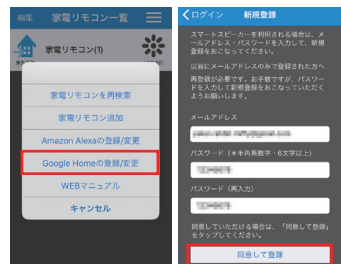 編集
家電リモコン一覧
家電リモコン(1)
家電リモコンを再検索
家電リモコン追加
Amazon Alexaの登録/変更
Google Homeの登録/変更
WEBマニュアル
キャンセル
ログイン
新規登録
スマートスピーカーを利用される場合は、メ
ールアドレス・パスワードを入力して、新規
登録をおこなってください。
以前にメールアドレスのみで登録された方へ
再登録が必要です。お手数ですが、パスワー
ドを入力して新規登録をおこなっていただく
ようお願いします。
メールアドレス
パスワード (※半角英数字・6文字以上)
パスワード (再入力)
同意していただける場合は、「同意して登録」
をタップしてください。
同意して登録